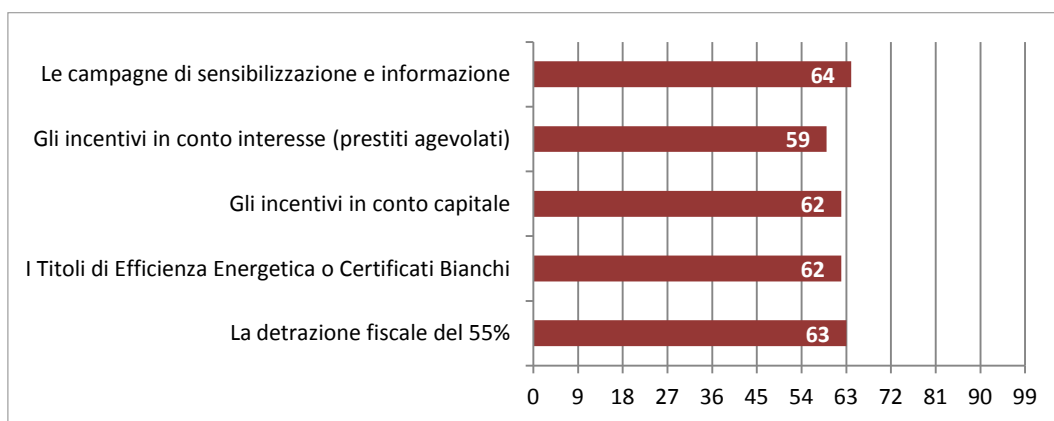 Le campagne di sensibilizzazione e informazione 64
Gli incentivi in conto interesse (prestiti agevolati) 59
Gli incentivi in conto capitale 62
I Titoli di Efficienza Energetica o Certificati Bianchi 62
La detrazione fiscale del 55% 63
0 9 18 27 36 45 54 63 72 81 90 99